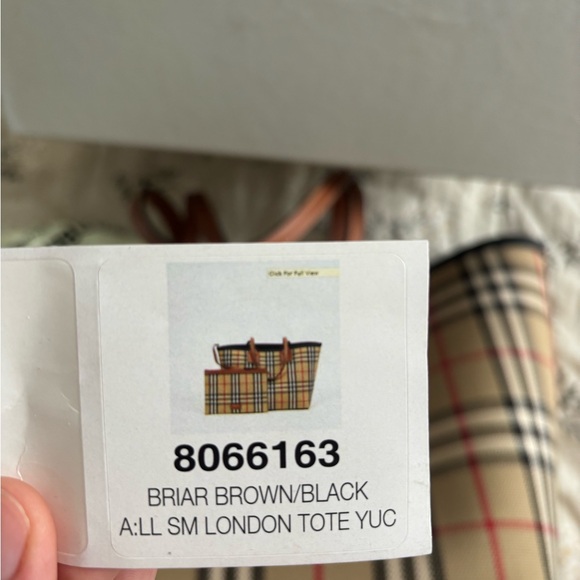 Click For Full View
8066163
BRIAR BROWN/BLACK
A:LL SM LONDON TOTE YUC